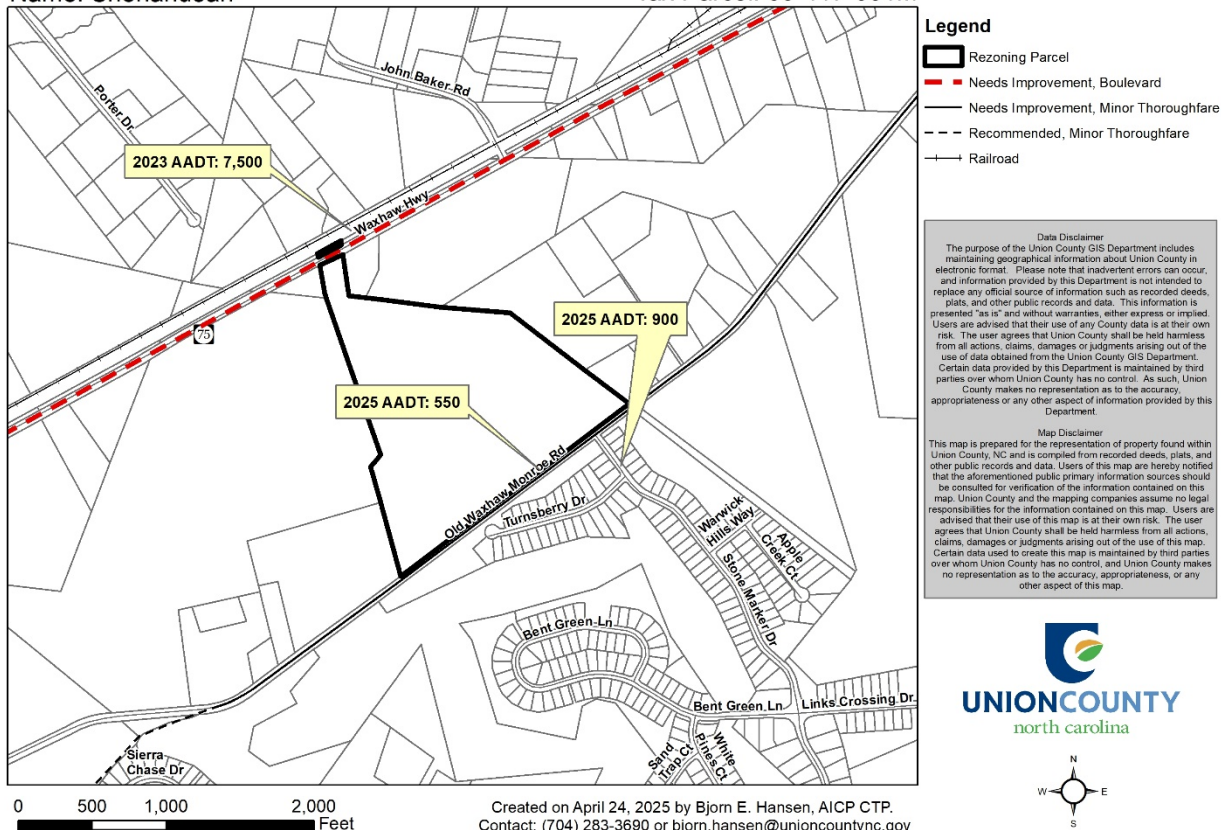 Legend
Rezoning Parcel
Needs Improvement, Boulevard
Needs Improvement, Minor Thoroughfare
Recommended, Minor Thoroughfare
Railroad
Porter Dr
John Baker Rd
2023 AADT: 7,500
Waxhaw Hwy
75
2025 AADT: 900
2025 AADT: 550
Old Waxhaw Monroe Rd
Turnsberry Dr
Warwick
Hills Way
Apple
Creek Ct
Stone Marker Dr
Bent Green Ln
Bent Green Ln
Links Crossing Dr
Sand
Trap Ct
White
Pines Ct
Sierra
Chase Dr
Data Disclaimer
The purpose of the Union County GIS Department includes
maintaining geographical information about Union County in
electronic format. Please note that inadvertent errors can occur,
and information provided by this Department is not intended to
replace any official source of information such as recorded deeds,
plats, and other public records and data. This information is
presented "as is" and without warranties, either express or implied.
Users are advised that their use of any County data is at their own
risk. The user agrees that Union County shall be held harmless
from all actions, claims, damages or judgments arising out of the
use of data obtained from the Union County GIS Department.
Certain data provided by this Department is maintained by third
parties over whom Union County has no control. As such, Union
County makes no representation as to the accuracy,
appropriateness or any other aspect of information provided by this
Department.
Map Disclaimer
This map is prepared for the representation of property found within
Union County, NC and is compiled from recorded deeds, plats, and
other public records and data. Users of this map are hereby notified
that the aforementioned public primary information sources should
be consulted for verification of the information contained on this
map. Union County and the mapping companies assume no legal
responsibilities for the information contained on this map. Users are
advised that their use of this map is at their own risk. The user
agrees that Union County shall be held harmless from all actions,
claims, damages or judgments arising out of the use of this map.
Certain data used to create this map is maintained by third parties
over whom Union County has no control, and Union County makes
no representation as to the accuracy, appropriateness, or any
other aspect of this map.
UNIONCOUNTY
north carolina
N
W E
S
0 500 1,000 2,000
Feet
Created on April 24, 2025 by Bjorn E. Hansen, AICP CTP.
Contact: (704) 283-3690 or bjorn.hansen@unioncountync.gov